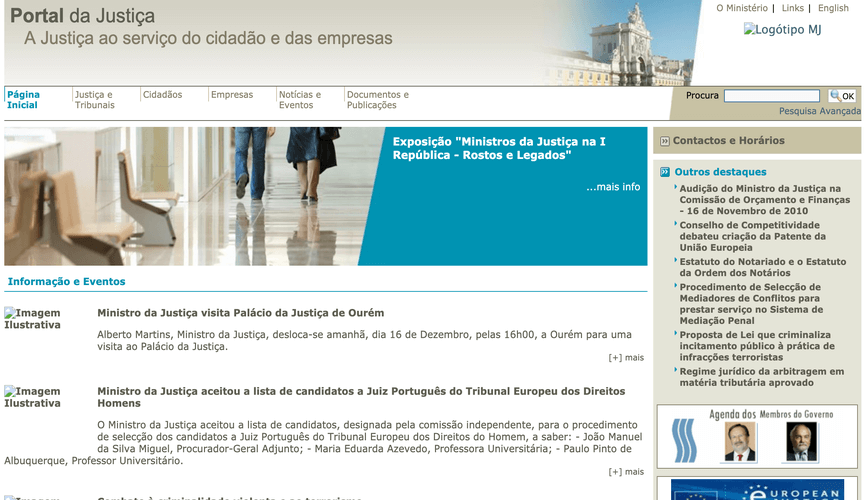 Portal da Justiça
A Justiça ao serviço do cidadão e das empresas
O Ministério | Links | English
Logótipo MJ
Página
Inicial
Justiça e
Tribunais
Cidadãos
Empresas
Notícias e
Eventos
Documentos e
Publicações
Procura
OK
Pesquisa Avançada
Exposição "Ministros da Justiça na I
República - Rostos e Legados"
...mais info
Informação e Eventos
Imagem
Ilustrativa
Ministro da Justiça visita Palácio da Justiça de Ourém
Alberto Martins, Ministro da Justiça, desloca-se amanhã, dia 16 de Dezembro, pelas 16h00, a Ourém para uma
visita ao Palácio da Justiça.
[+] mais
Imagem
Ilustrativa
Ministro da Justiça aceitou a lista de candidatos a Juiz Português do Tribunal Europeu dos Direitos
Homens
O Ministro da Justiça aceitou a lista de candidatos, designada pela comissão independente, para o procedimento
de selecção dos candidatos a Juiz Português do Tribunal Europeu dos Direitos do Homem, a saber: - João Manuel
da Silva Miguel, Procurador-Geral Adjunto; - Maria Eduarda Azevedo, Professora Universitária; - Paulo Pinto de
Albuquerque, Professor Universitário.
[+] mais
Contactos e Horários
Outros destaques
Audição do Ministro da Justiça na
Comissão de Orçamento e Finanças
- 16 de Novembro de 2010
Conselho de Competitividade
debateu criação da Patente da
União Europeia
Estatuto do Notariado e o Estatuto
da Ordem dos Notários
Procedimento de Selecção de
Mediadores de Conflitos para
prestar serviço no Sistema de
Mediação Penal
Proposta de Lei que criminaliza
incitamento público à prática de
infracções terroristas
Regime jurídico da arbitragem em
matéria tributária aprovado
Agenda dos Membros do Governo
EUROPEAN